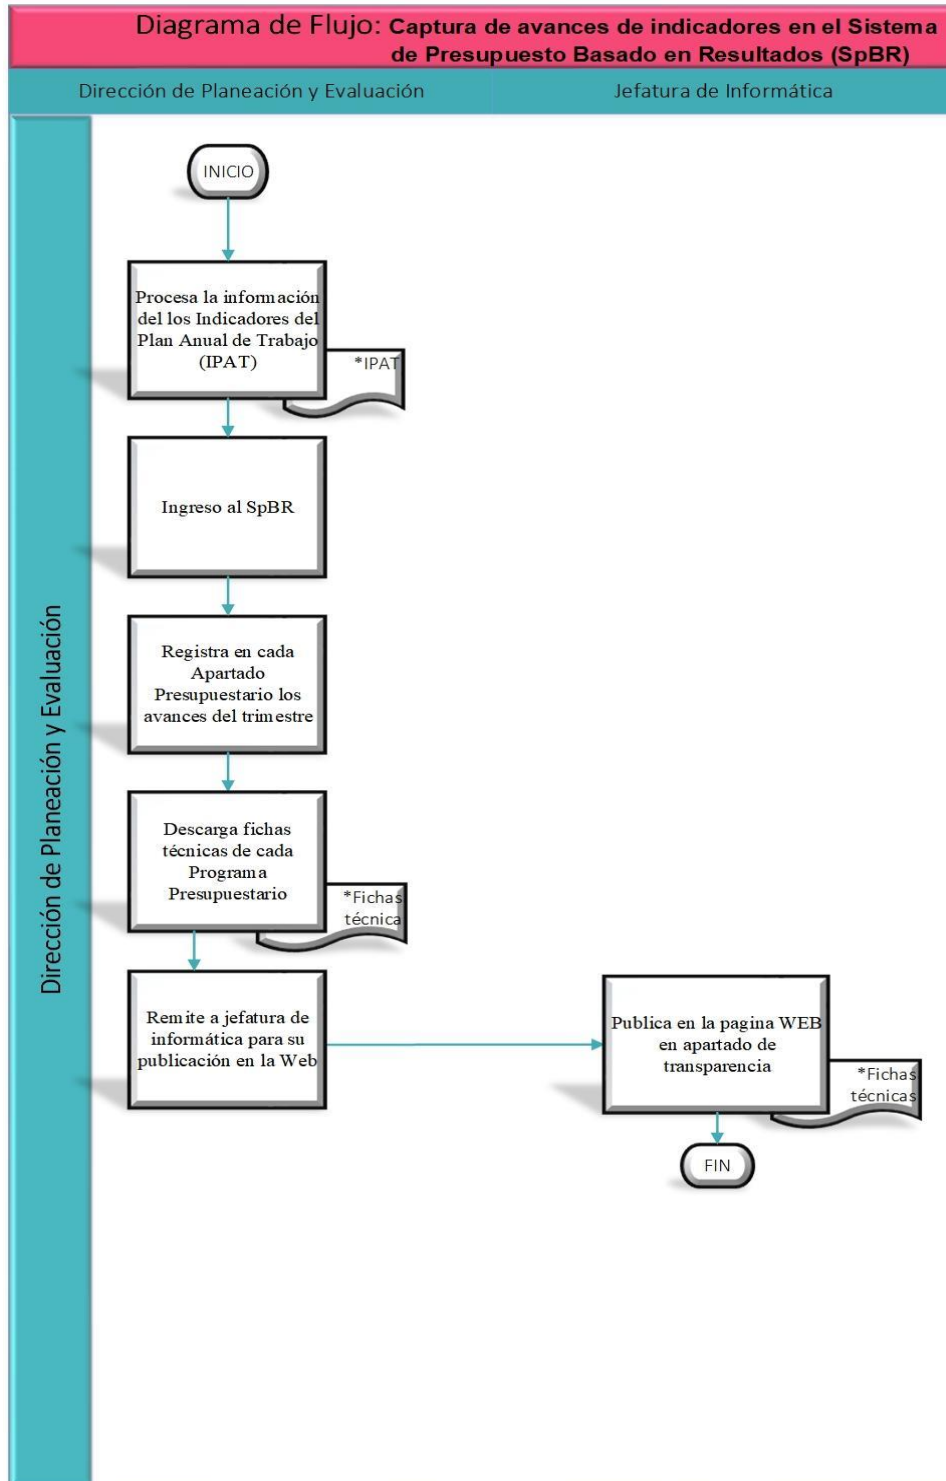 Diagrama de Flujo: Captura de avances de indicadores en el Sistema
de Presupuesto Basado en Resultados (SpBR)
Dirección de Planeación y Evaluación
Jefatura de Informática
Dirección de Planeación y Evaluación
INICIO
Procesa la información
del los Indicadores del
Plan Anual de Trabajo
(IPAT)
*IPAT
Ingreso al SpBR
Registra en cada
Apartado
Presupuestario los
avances del trimestre
Descarga fichas
técnicas de cada
Programa
Presupuestario
*Fichas
técnica
Remite a jefatura de
informática para su
publicación en la Web
Publica en la pagina WEB
en apartado de
transparencia
*Fichas
técnicas
FIN